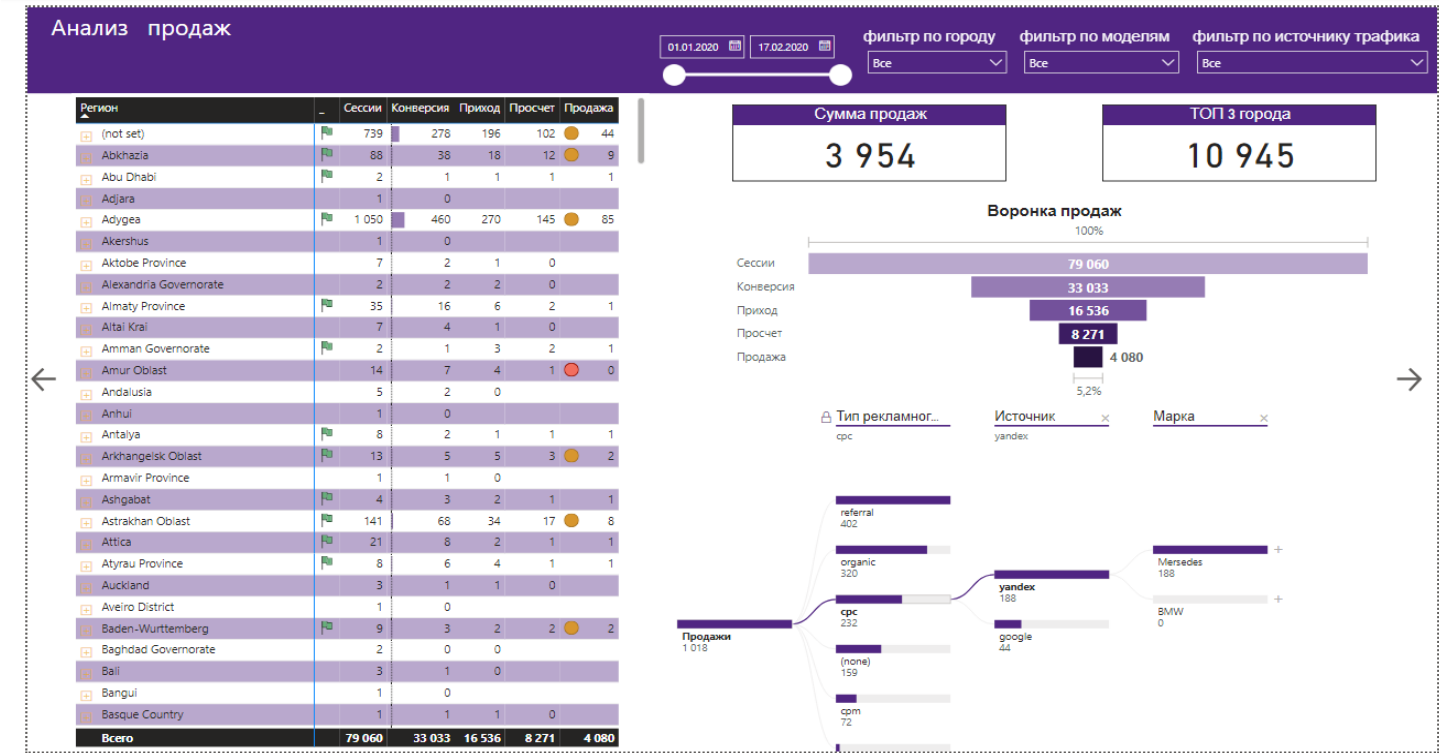 Анализ продаж
01.01.2020 17.02.2020
фильтр по городу
Все
фильтр по моделям
Все
фильтр по источнику трафика
Все
Регион _ Сессии Конверсия Приход Просчет Продажа
(not set) 739 278 196 102 44
Abkhazia 88 38 18 12 9
Abu Dhabi 2 1 1 1 1
Adjara 1 0
Adygea 1 050 460 270 145 85
Akershus 1 0
Aktobe Province 7 2 1 0
Alexandria Governorate 2 2 2 0
Almaty Province 35 16 6 2 1
Altai Krai 7 4 1 0
Amman Governorate 2 1 3 2 1
Amur Oblast 14 7 4 1 0
Andalusia 5 2 0
Anhui 1 0
Antalya 8 2 1 1 1
Arkhangelsk Oblast 13 5 5 3 2
Armavir Province 1 1 0
Ashgabat 4 3 2 1 1
Astrakhan Oblast 141 68 34 17 8
Attica 21 8 2 1 1
Atyrau Province 8 6 4 1 1
Auckland 3 1 1 0
Aveiro District 1 0
Baden-Wurttemberg 9 3 2 2 2
Baghdad Governorate 2 0 0
Bali 3 1 0
Bangui 1 0
Basque Country 1 1 1 0
Всего 79 060 33 033 16 536 8 271 4 080
Сумма продаж
3 954
ТОП 3 города
10 945
Воронка продаж
100%
Сессии 79 060
Конверсия 33 033
Приход 16 536
Просчет 8 271
Продажа 4 080
5,2%
Тип рекламног...
cpc
Источник
yandex
Марка
Продажи
1 018
referral
402
organic
320
cpc
232
(none)
159
cpm
72
yandex
188
google
44
Mersedes
188
BMW
0